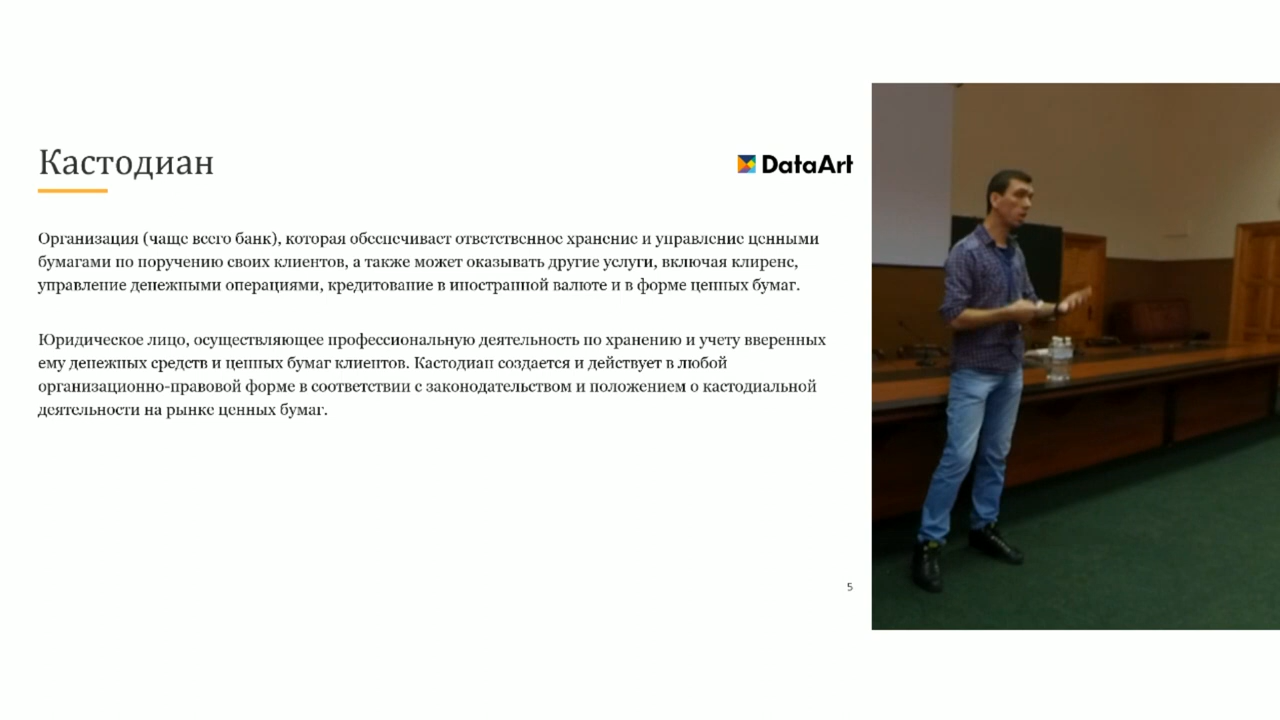 Кастодиан
DataArt
Организация (чаще всего банк), которая обеспечивает ответственное хранение и управление ценными
бумагами по поручению своих клиентов, а также может оказывать другие услуги, включая клиренс,
управление денежными операциями, кредитование в иностранной валюте и в форме ценных бумаг.
Юридическое лицо, осуществляющее профессиональную деятельность по хранению и учету вверенных
ему денежных средств и ценных бумаг клиентов. Кастодиан создается и действует в любой
организационно-правовой форме в соответствии с законодательством и положением о кастодиальной
деятельности на рынке ценных бумаг.
5